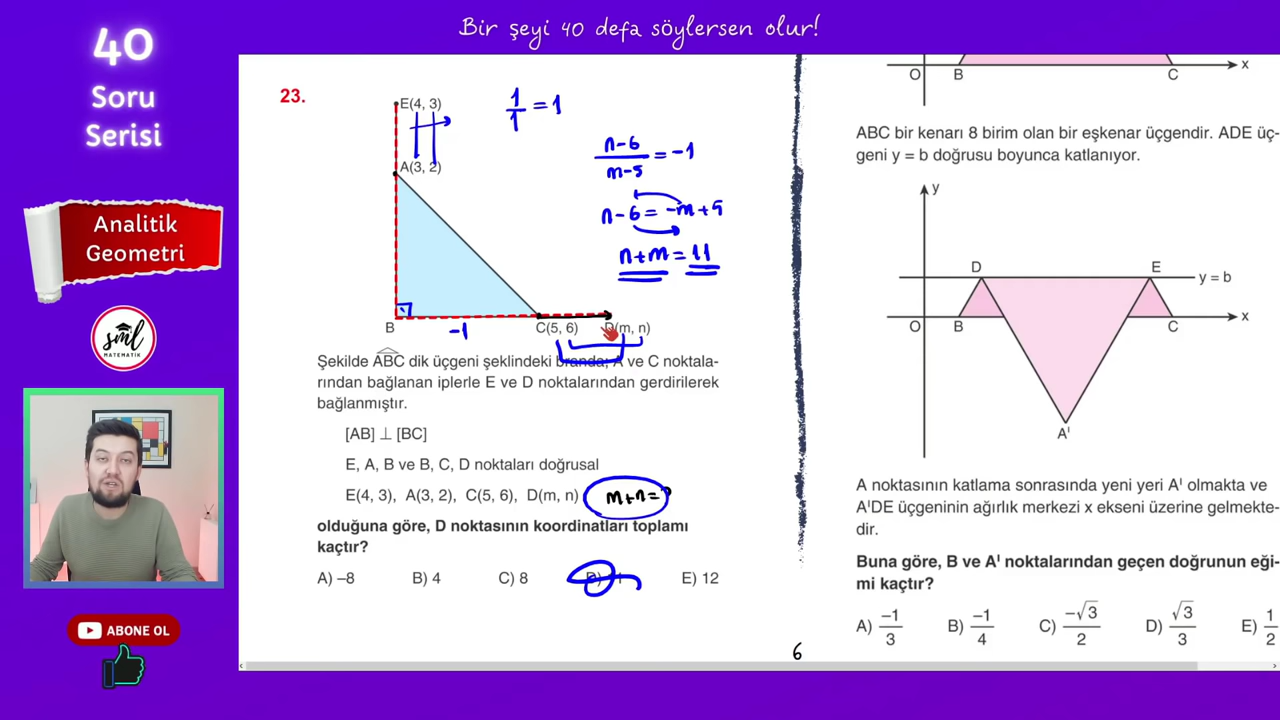 Bir şeyi 40 defa söylersen olur!
40
Soru
Serisi
Analitik
Geometri
sml
MATEMATİK
ABONE OL
23.
E(4, 3)
A(3, 2)
B
C(5, 6)
D(m, n)
1/1 = 1
n-6/m-5 = -1
n-6 = -m+5
n+m = 11
-1
Şekilde ABC dik üçgeni şeklindeki branda; A ve C noktala-
rından bağlanan iplerle E ve D noktalarından gerdirilerek
bağlanmıştır.
[AB] ⊥ [BC]
E, A, B ve B, C, D noktaları doğrusal
E(4, 3), A(3, 2), C(5, 6), D(m, n) m+n=?
olduğuna göre, D noktasının koordinatları toplamı
kaçtır?
A) –8 B) 4 C) 8 E) 12
6
O B C x
ABC bir kenarı 8 birim olan bir eşkenar üçgendir. ADE üç-
geni y = b doğrusu boyunca katlanıyor.
y
D E
y = b
O B C x
A'
A noktasının katlama sonrasında yeni yeri A' olmakta ve
A'DE üçgeninin ağırlık merkezi x ekseni üzerine gelmekte-
dir.
Buna göre, B ve A' noktalarından geçen doğrunun eği-
mi kaçtır?
A) -1/3 B) -1/4 C) -√3/2 D) √3/3 E) 1/2